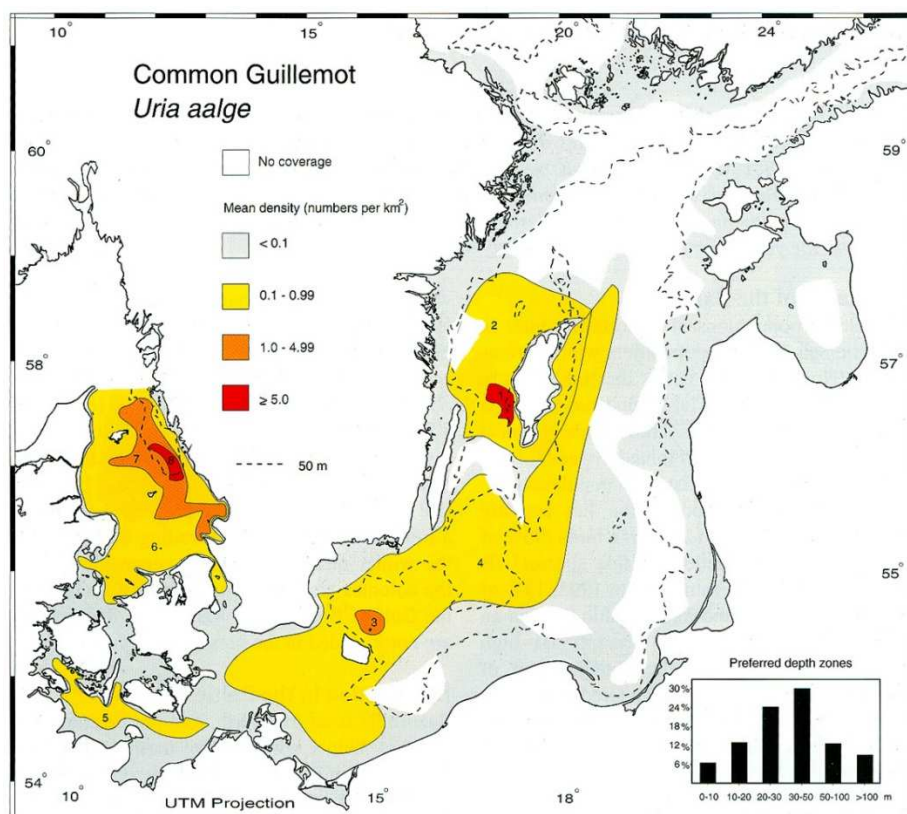 10°
15°
20°
24°
Common Guillemot
Uria aalge
60°
59°
No coverage
Mean density (numbers per km²)
< 0.1
0.1 - 0.99
1.0 - 4.99
≥ 5.0
50 m
58°
57°
55°
54°
1
2
3
4
5
6
7
Preferred depth zones
30%
24%
18%
12%
6%
0-10 10-20 20-30 30-50 50-100 >100 m
10°
UTM Projection
15°
18°